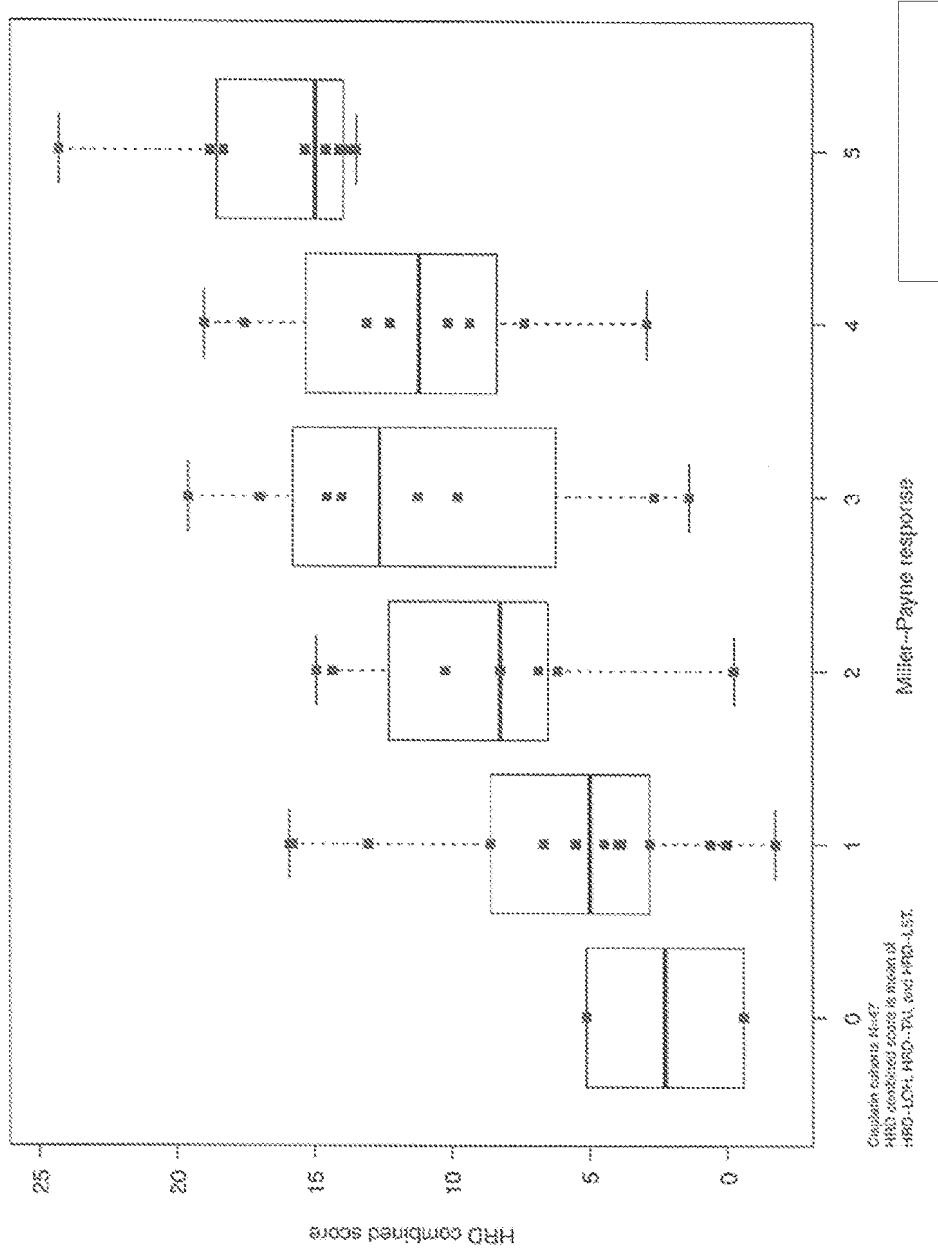 HRD combined score
25
20
15
10
5
0
0 1 2 3 4 5
Miller-Payne response
Cisplatin cohorts N=47
HRD combined score is mean of
HRD-LOH, HRD-TAI, and HRD-LST.